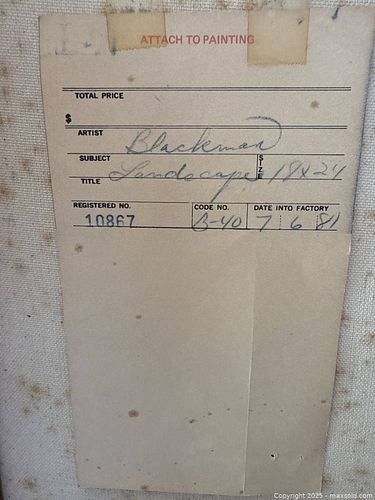 ATTACH TO PAINTING
TOTAL PRICE
$
ARTIST Blackman
SUBJECT Landscape SIZE 18x24
TITLE
REGISTERED NO. CODE NO. DATE INTO FACTORY
10867 B-40 7 6 81
Copyright © 2025 - maxsold.com